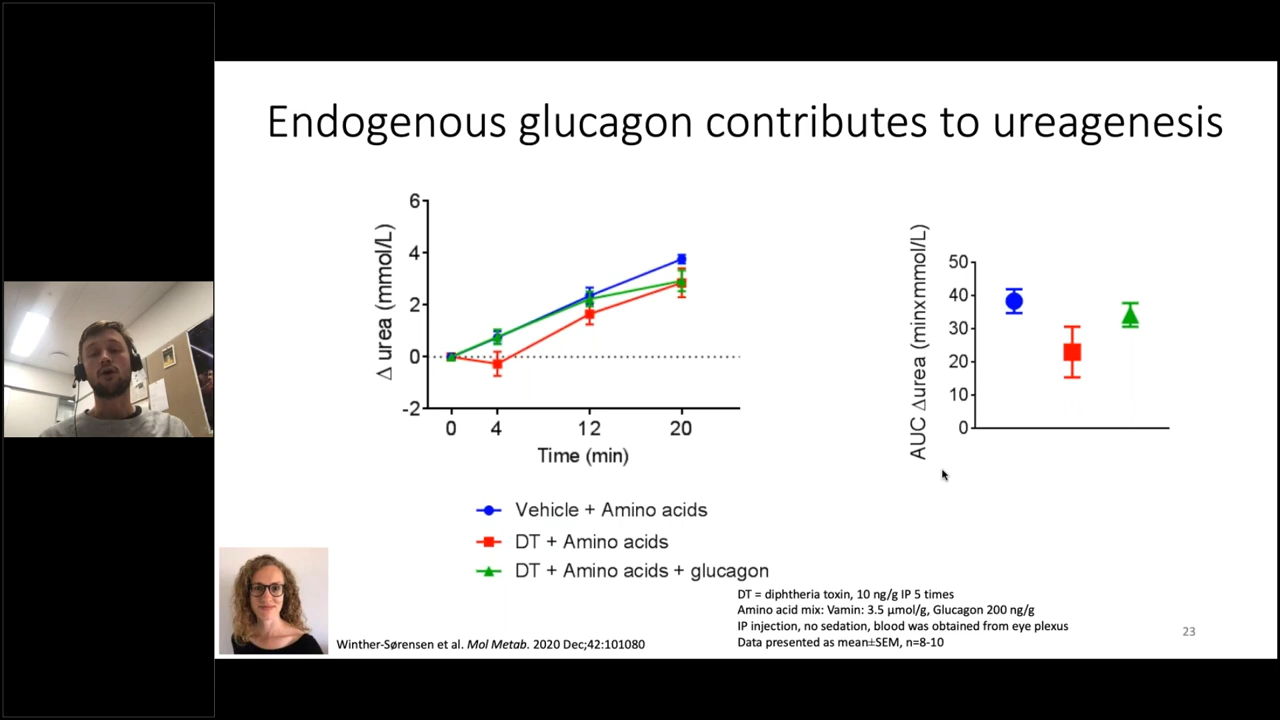 Endogenous glucagon contributes to ureagenesis
Δ urea (mmol/L)
6
4
2
0
-2
0 4 12 20
Time (min)
AUC Δurea (minxmmol/L)
50
40
30
20
10
0
Vehicle + Amino acids
DT + Amino acids
DT + Amino acids + glucagon
DT = diphtheria toxin, 10 ng/g IP 5 times
Amino acid mix: Vamin: 3.5 μmol/g, Glucagon 200 ng/g
IP injection, no sedation, blood was obtained from eye plexus
Data presented as mean±SEM, n=8-10
Winther-Sørensen et al. Mol Metab. 2020 Dec;42:101080
23